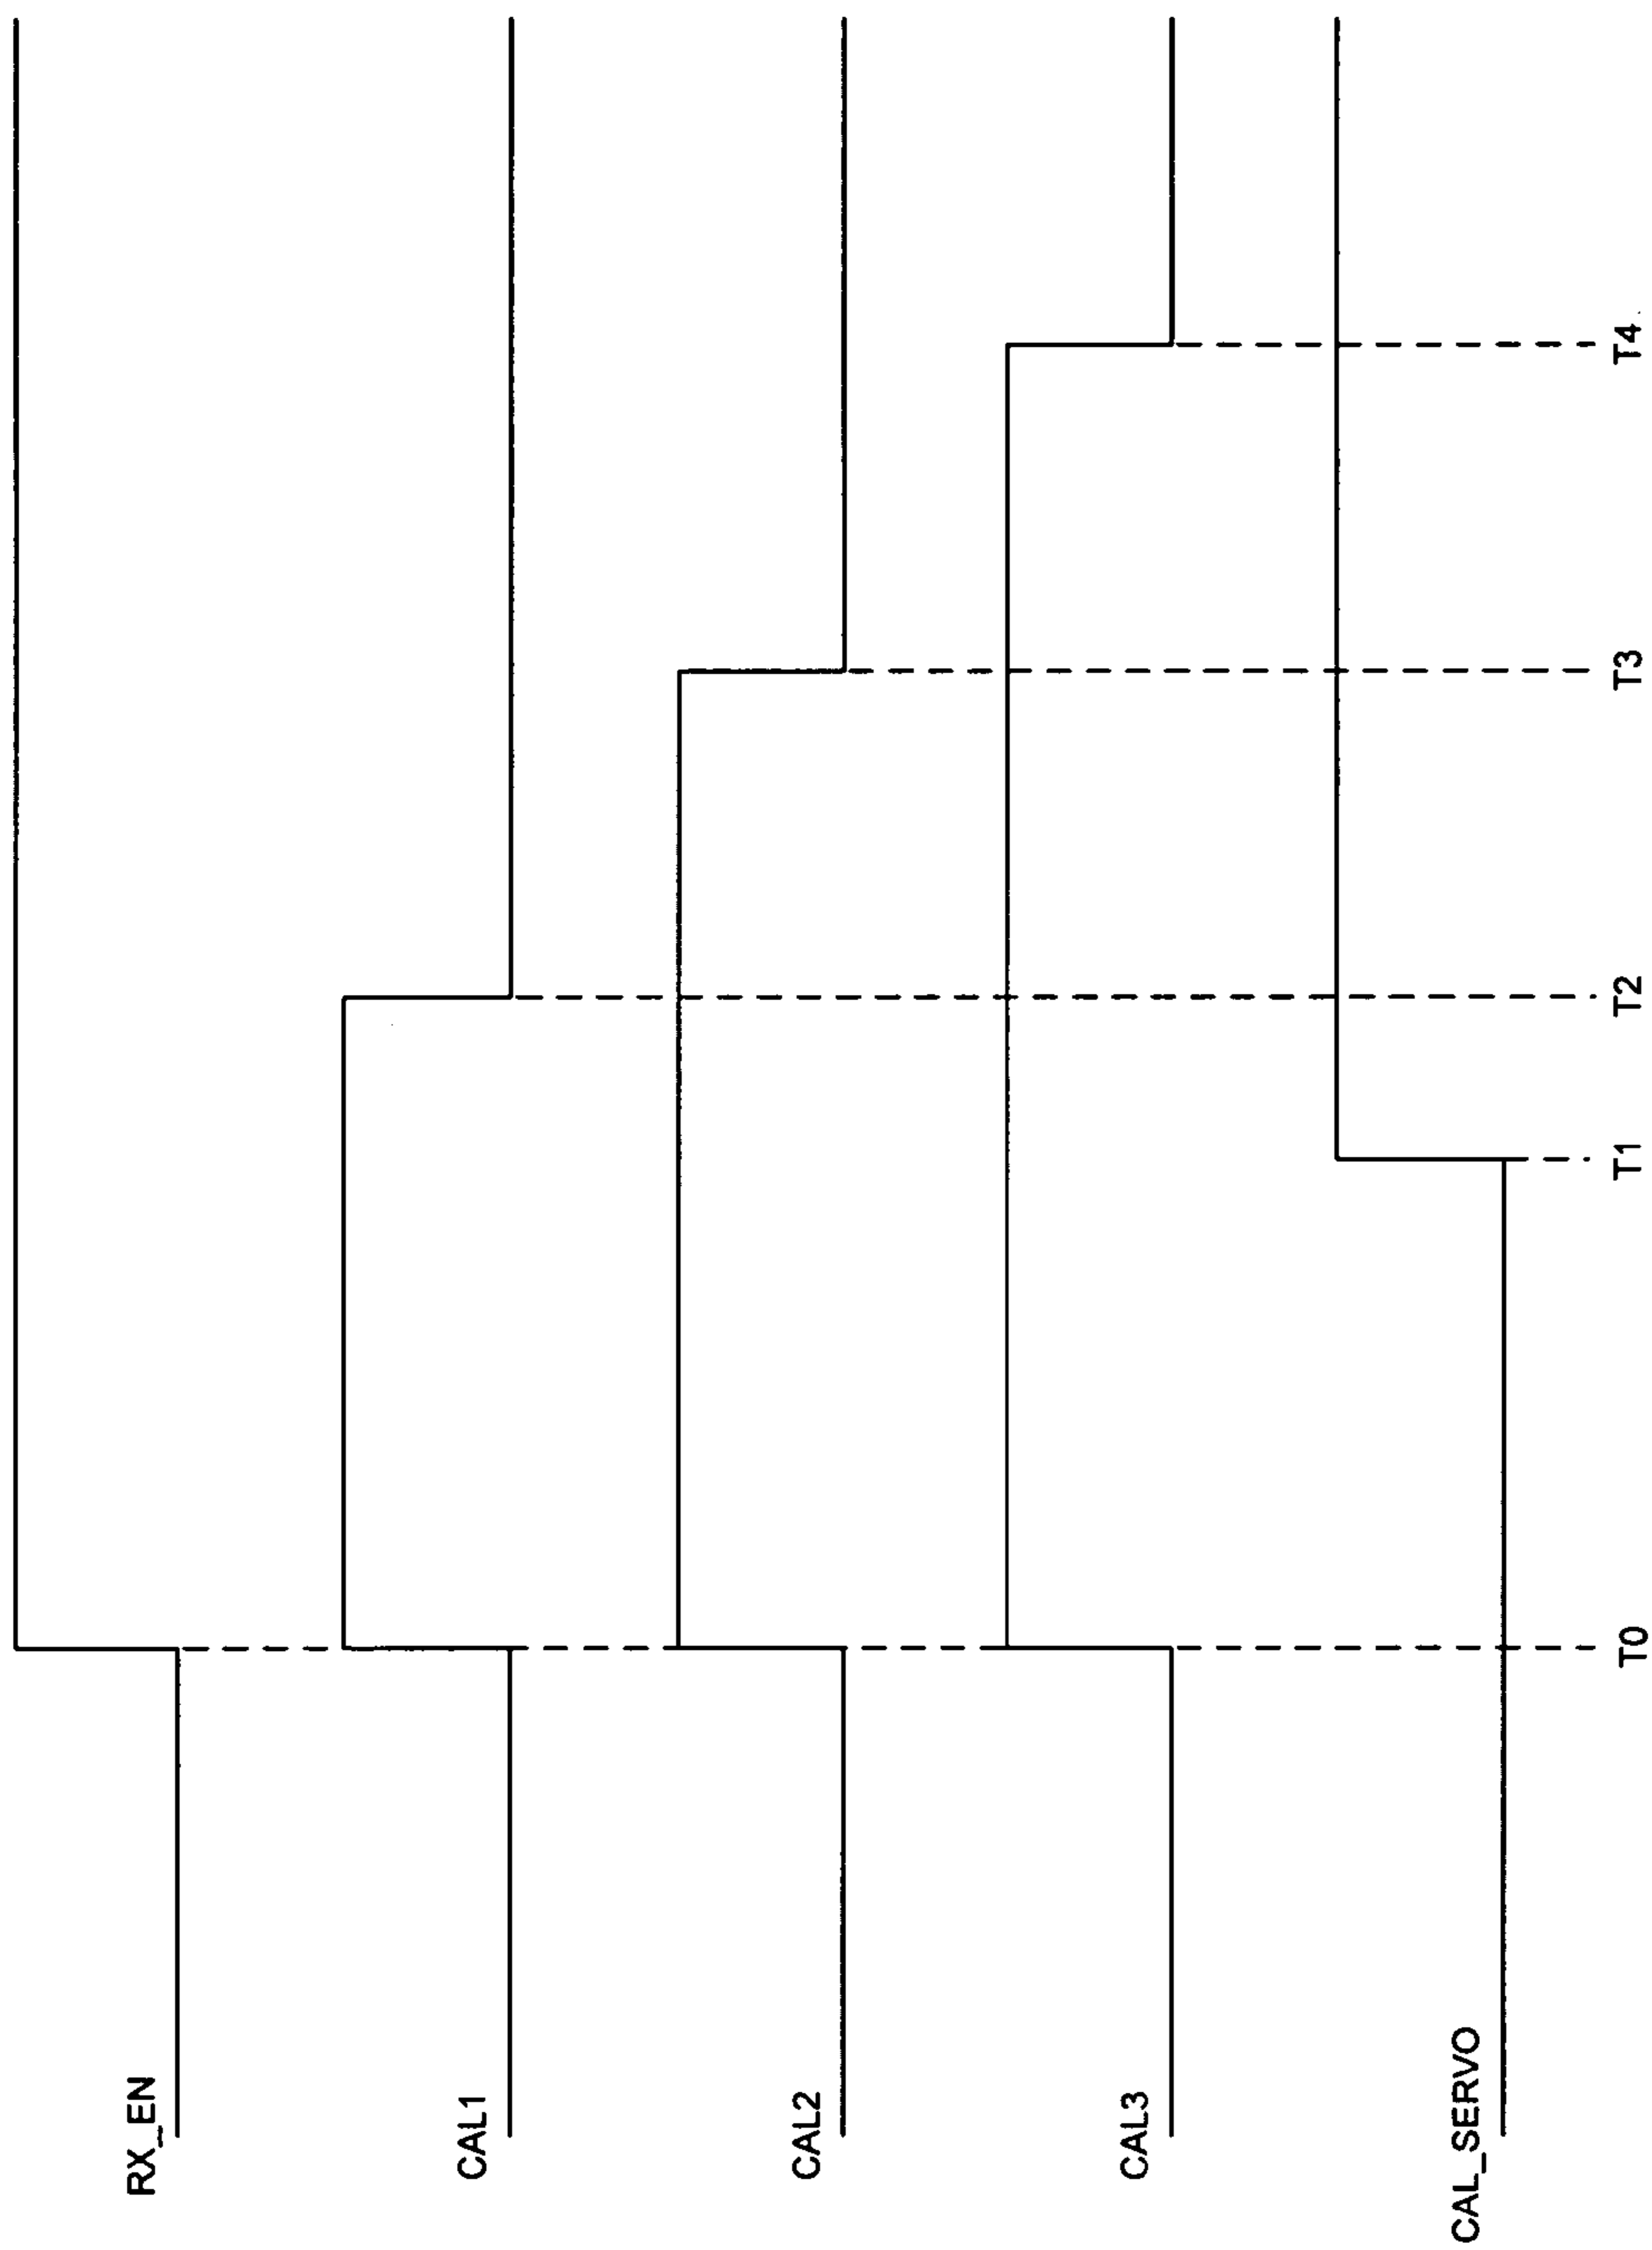 RX_EN
CAL1
CAL2
CAL3
CAL_SERVO
T0
T1
T2
T3
T4